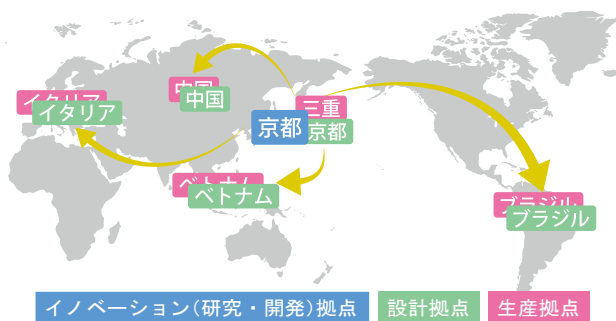 イタリア
イタリア
中国
中国
三重
京都
京都
ベトナム
ベトナム
ブラジル
ブラジル
イノベーション(研究・開発)拠点
設計拠点
生産拠点